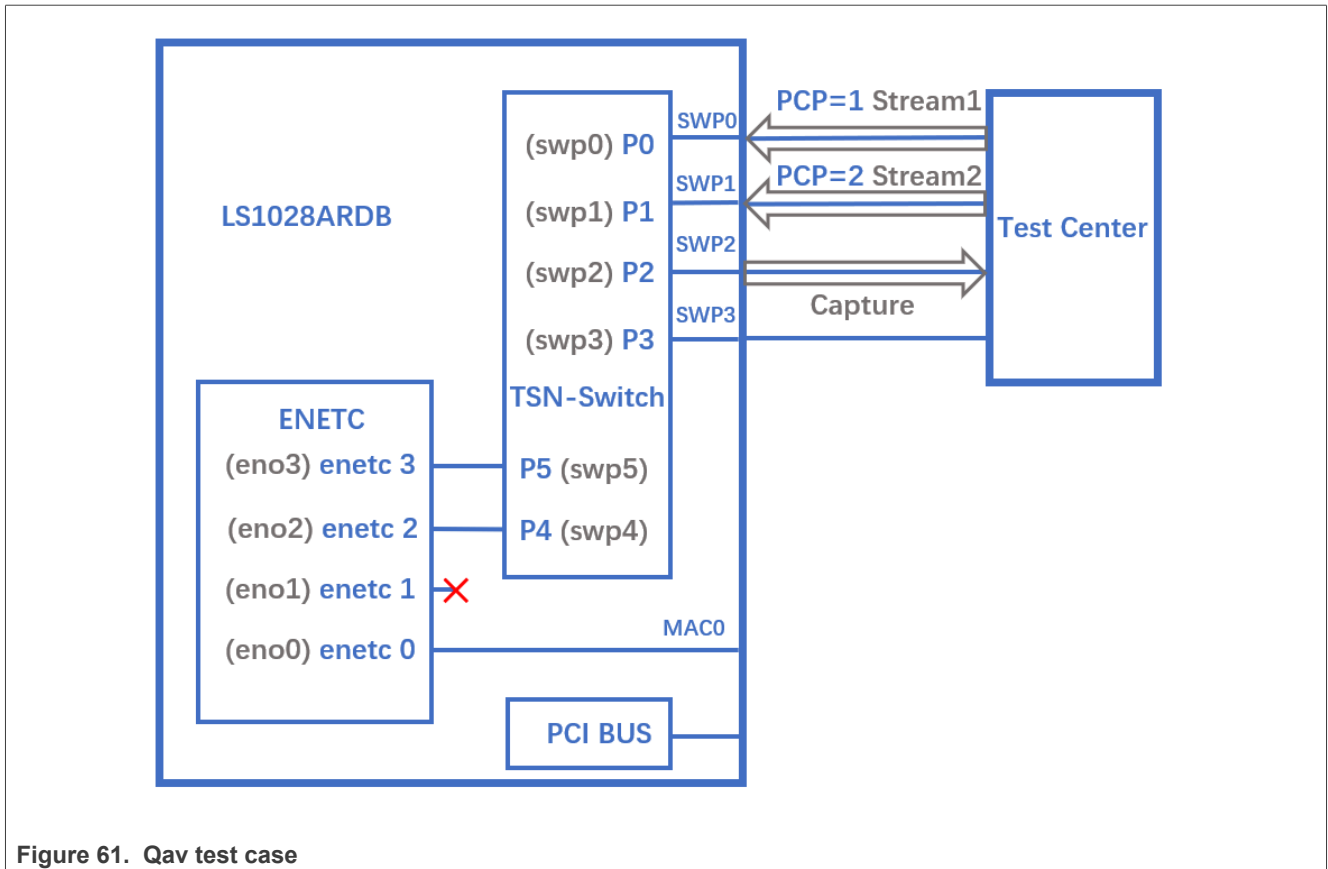 PCP=1 Stream1
SWP0
(swp0) P0
SWP1
PCP=2 Stream2
(swp1) P1
LS1028ARDB
Test Center
SWP2
(swp2) P2
Capture
SWP3
(swp3) P3
TSN-Switch
ENETC
(eno3) enetc 3
P5 (swp5)
(eno2) enetc 2
P4 (swp4)
(eno1) enetc 1
MAC0
(eno0) enetc 0
PCI BUS
Figure 61. Qav test case